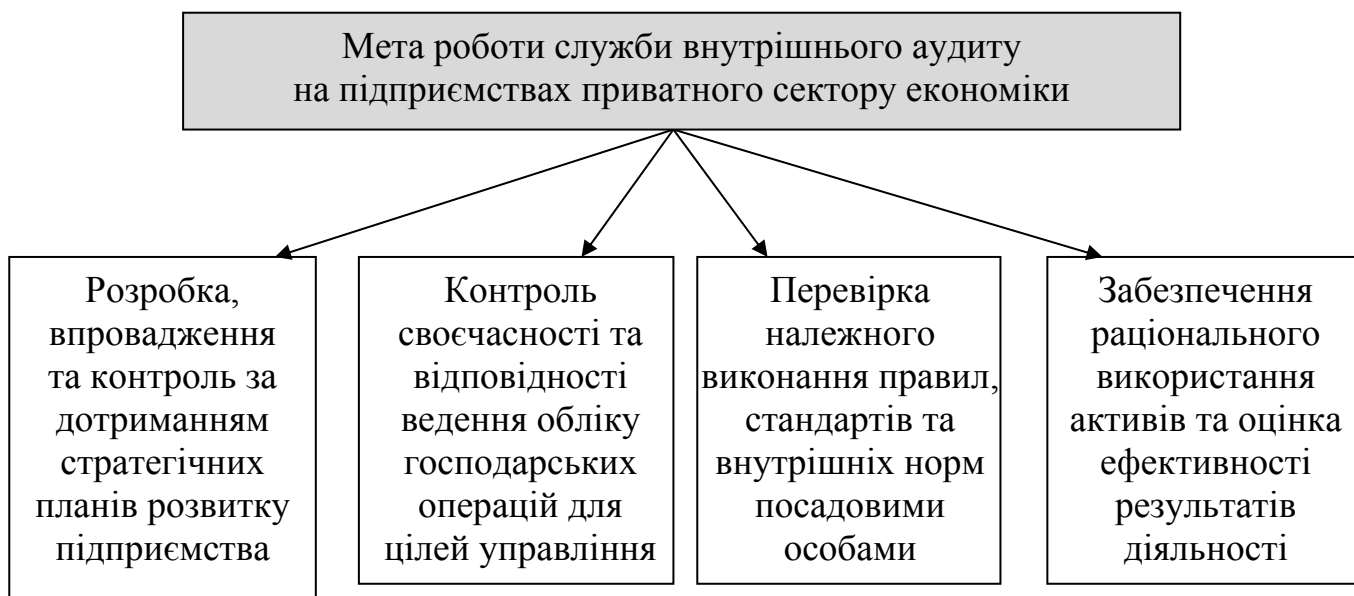 Мета роботи служби внутрішнього аудиту
на підприємствах приватного сектору економіки
Розробка,
впровадження
та контроль за
дотриманням
стратегічних
планів розвитку
підприємства
Контроль
своєчасності та
відповідності
ведення обліку
господарських
операцій для
цілей управління
Перевірка
належного
виконання правил,
стандартів та
внутрішніх норм
посадовими
особами
Забезпечення
раціонального
використання
активів та оцінка
ефективності
результатів
діяльності